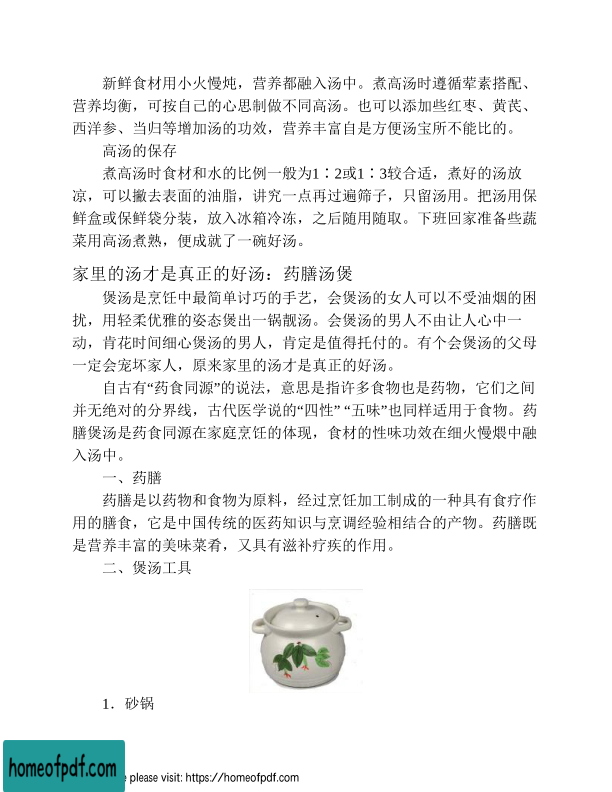 新鲜食材用小火慢炖，营养都融入汤中。煮高汤时遵循荤素搭配、
营养均衡，可按自己的心思制做不同高汤。也可以添加些红枣、黄芪、
西洋参、当归等增加汤的功效，营养丰富自是方便汤宝所不能比的。
高汤的保存
煮高汤时食材和水的比例一般为1∶2或1∶3较合适，煮好的汤放
凉，可以撇去表面的油脂，讲究一点再过遍筛子，只留汤用。把汤用保
鲜盒或保鲜袋分装，放入冰箱冷冻，之后随用随取。下班回家准备些蔬
菜用高汤煮熟，便成就了一碗好汤。
家里的汤才是真正的好汤：药膳汤煲
煲汤是烹饪中最简单讨巧的手艺，会煲汤的女人可以不受油烟的困
扰，用轻柔优雅的姿态煲出一锅靓汤。会煲汤的男人不由让人心中一
动，肯花时间细心煲汤的男人，肯定是值得托付的。有个会煲汤的父母
一定会宠坏家人，原来家里的汤才是真正的好汤。
自古有“药食同源”的说法，意思是指许多食物也是药物，它们之间
并无绝对的分界线，古代医学说的“四性” “五味”也同样适用于食物。药
膳煲汤是药食同源在家庭烹饪的体现，食材的性味功效在细火慢煨中融
入汤中。
一、药膳
药膳是以药物和食物为原料，经过烹饪加工制成的一种具有食疗作
用的膳食，它是中国传统的医药知识与烹调经验相结合的产物。药膳既
是营养丰富的美味菜肴，又具有滋补疗疾的作用。
二、煲汤工具
1．砂锅
homeofpdf.com
please visit: https://homeofpdf.com